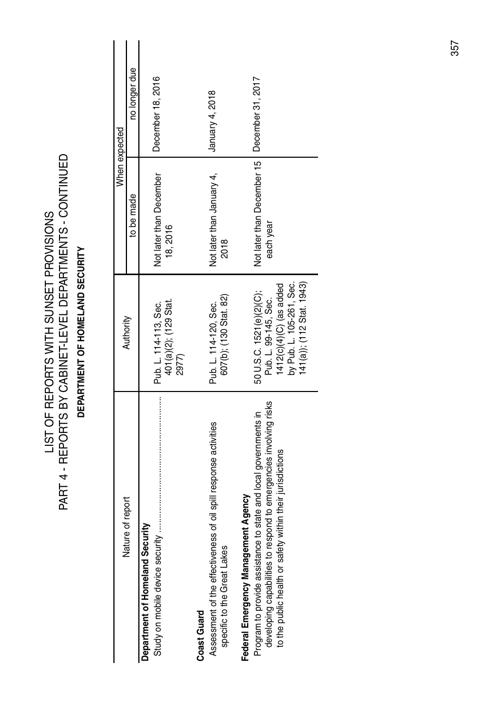 LIST OF REPORTS WITH SUNSET PROVISIONS
PART 4 - REPORTS BY CABINET-LEVEL DEPARTMENTS - CONTINUED
DEPARTMENT OF HOMELAND SECURITY
Nature of report
Authority
When expected
to be made
no longer due
Department of Homeland Security
Study on mobile device security ............................................................
Pub. L. 114-113, Sec.
401(a)(2); (129 Stat.
2977)
Not later than December
18, 2016
December 18, 2016
Coast Guard
Assessment of the effectiveness of oil spill response activities
specific to the Great Lakes
Pub. L. 114-120, Sec.
607(b); (130 Stat. 82)
Not later than January 4,
2018
January 4, 2018
Federal Emergency Management Agency
Program to provide assistance to state and local governments in
developing capabilities to respond to emergencies involving risks
to the public health or safety within their jurisdictions
50 U.S.C. 1521(e)(2)(C);
Pub. L. 99-145, Sec.
1412(c)(4)(C) (as added
by Pub. L. 105-261, Sec.
141(a)); (112 Stat. 1943)
Not later than December 15
each year
December 31, 2017
357